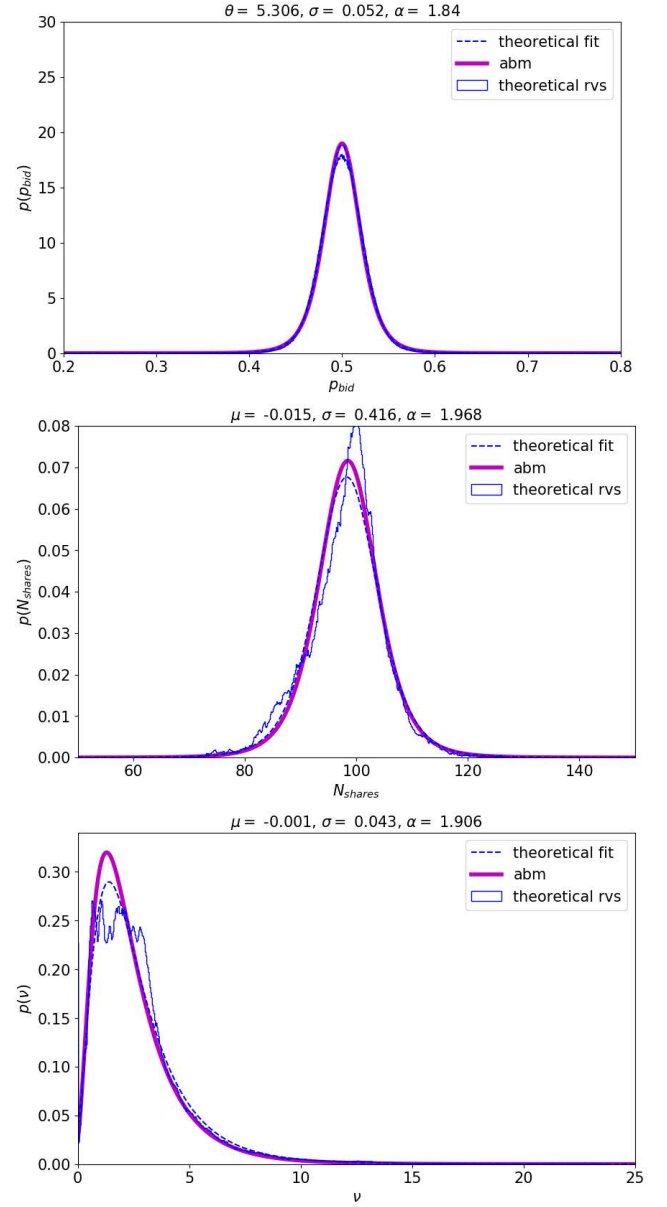 θ = 5.306, σ = 0.052, α = 1.84
30
25
20
15
10
5
0
p(p_bid)
theoretical fit
abm
theoretical rvs
0.2 0.3 0.4 0.5 0.6 0.7 0.8
p_bid
μ = -0.015, σ = 0.416, α = 1.968
0.08
0.07
0.06
0.05
0.04
0.03
0.02
0.01
0.00
p(N_shares)
theoretical fit
abm
theoretical rvs
60 80 100 120 140
N_shares
μ = -0.001, σ = 0.043, α = 1.906
0.30
0.25
0.20
0.15
0.10
0.05
0.00
p(ν)
theoretical fit
abm
theoretical rvs
0 5 10 15 20 25
ν